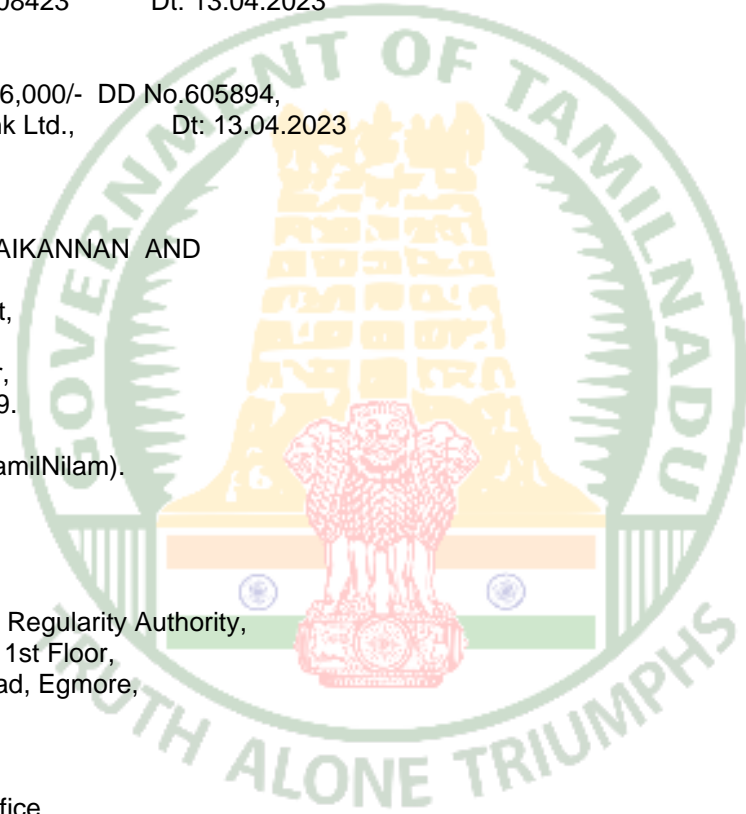 08423 Dt: 13.04.2023
6,000/- DD No.605894,
nk Ltd., Dt: 13.04.2023
AIKANNAN AND
t,
r,
9.
amilNilam).
Regularity Authority,
1st Floor,
ad, Egmore,
fice
GOVERNMENT OF TAMILNADU
TRUTH ALONE TRIUMPHS